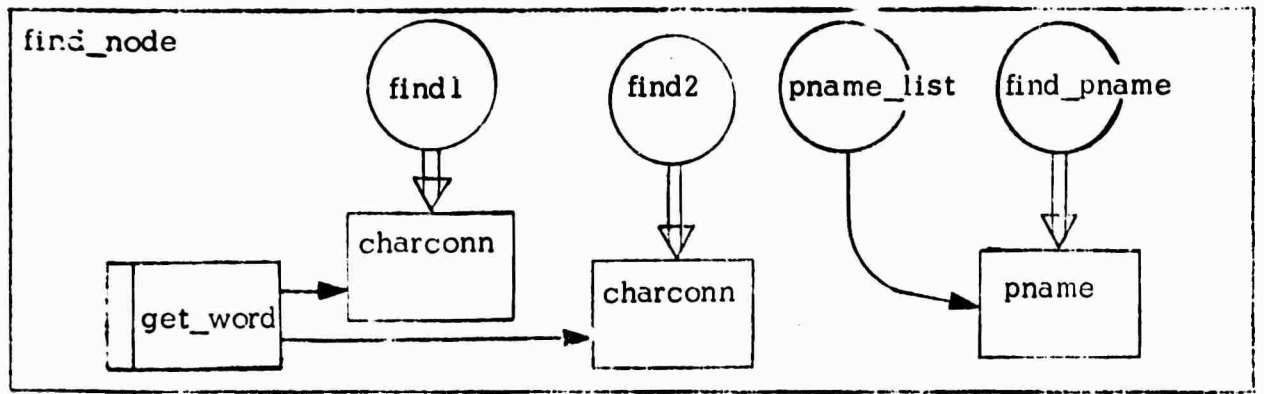 find_node
find1
find2
pname_list
find_pname
charconn
charconn
pname
get_word